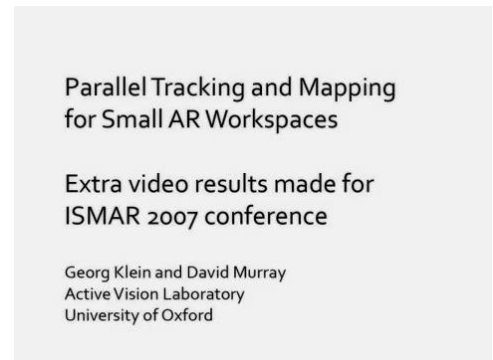 Parallel Tracking and Mapping
for Small AR Workspaces
Extra video results made for
ISMAR 2007 conference
Georg Klein and David Murray
Active Vision Laboratory
University of Oxford